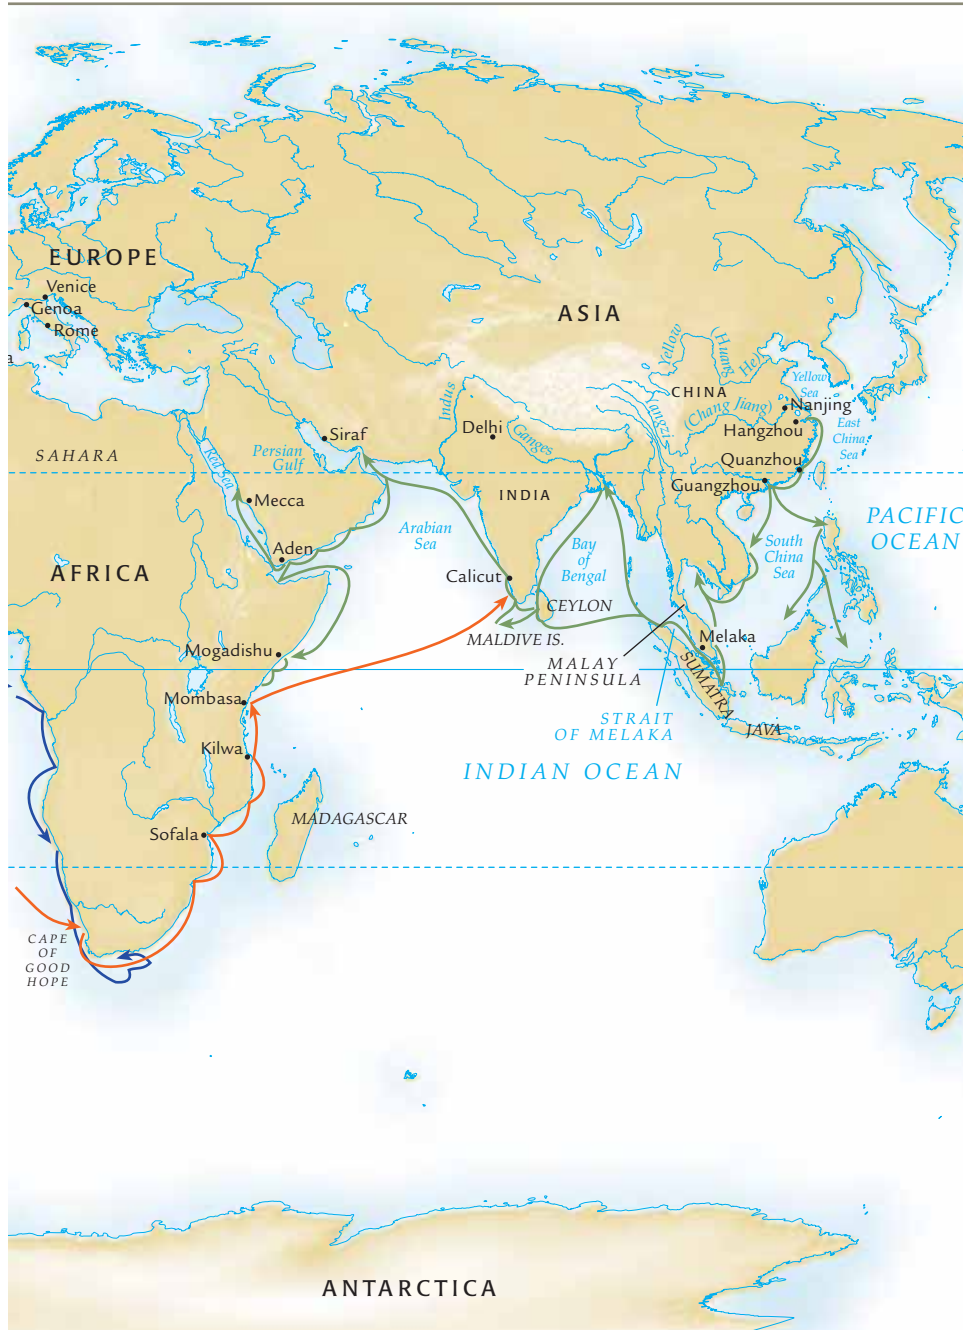 EUROPE
Venice
Genoa
Rome
a
ASIA
Yellow
(Huang
He)
CHINA
Yellow
Sea
Yangzi
(Chang Jiang)
Nanjing
Hangzhou
East
China
Sea
Indus
Delhi
Ganges
Siraf
Persian
Gulf
SAHARA
Red Sea
Quanzhou
Guangzhou
Mecca
INDIA
PACIFIC
OCEAN
Arabian
Sea
Bay
of
Bengal
South
China
Sea
Aden
AFRICA
Calicut
CEYLON
MALDIVE IS.
Mogadishu
Melaka
MALAY
PENINSULA
SUMATRA
Mombasa
STRAIT
OF MELAKA
JAVA
Kilwa
INDIAN OCEAN
MADAGASCAR
Sofala
CAPE
OF
GOOD
HOPE
ANTARCTICA